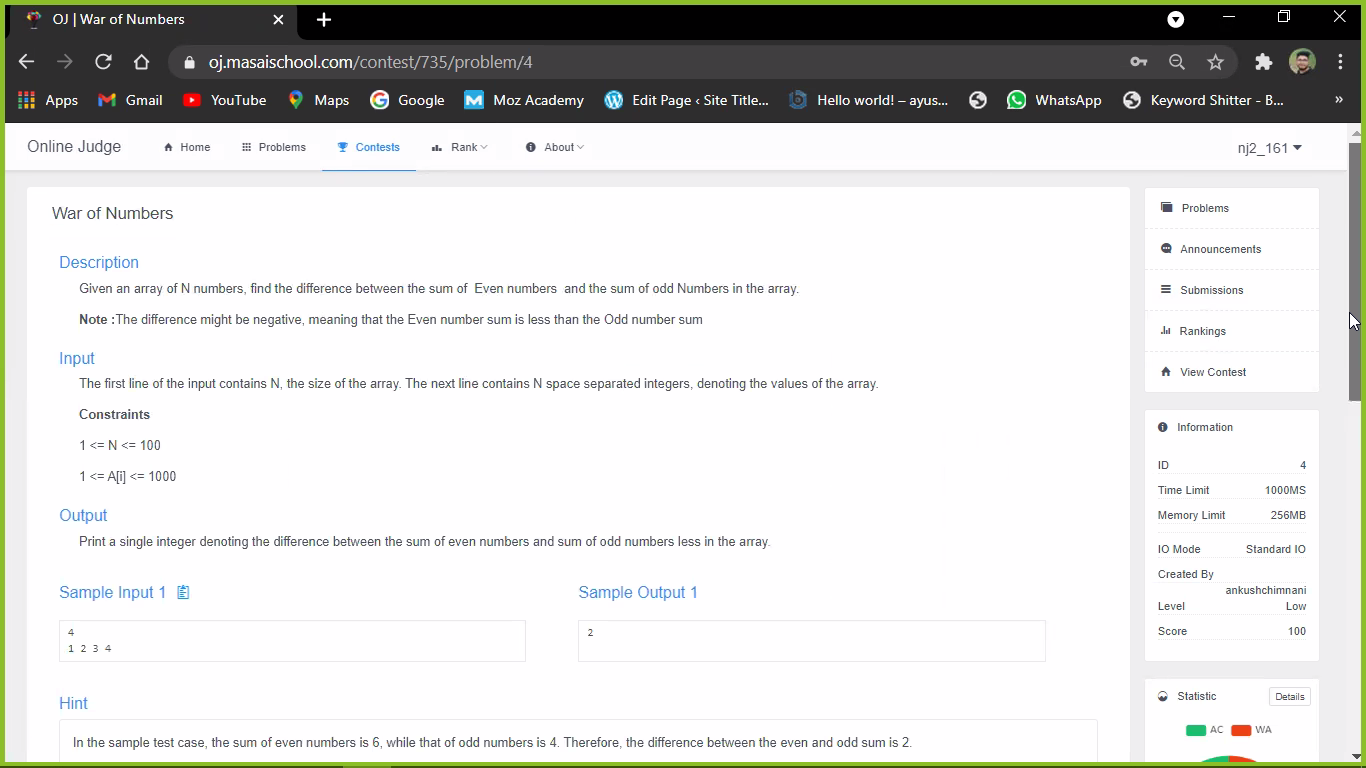 OJ | War of Numbers
oj.masaischool.com/contest/735/problem/4
Apps Gmail YouTube Maps Google Moz Academy Edit Page ‹ Site Title... Hello world! – ayus... WhatsApp Keyword Shitter - B... »
Online Judge Home Problems Contests Rank About nj2_161
War of Numbers
Description
Given an array of N numbers, find the difference between the sum of Even numbers and the sum of odd Numbers in the array.
Note :The difference might be negative, meaning that the Even number sum is less than the Odd number sum
Input
The first line of the input contains N, the size of the array. The next line contains N space separated integers, denoting the values of the array.
Constraints
1 <= N <= 100
1 <= A[i] <= 1000
Output
Print a single integer denoting the difference between the sum of even numbers and sum of odd numbers less in the array.
Sample Input 1
4
1 2 3 4
Sample Output 1
2
Hint
In the sample test case, the sum of even numbers is 6, while that of odd numbers is 4. Therefore, the difference between the even and odd sum is 2.
Problems
Announcements
Submissions
Rankings
View Contest
Information
ID 4
Time Limit 1000MS
Memory Limit 256MB
IO Mode Standard IO
Created By
ankushchimnani
Level Low
Score 100
Statistic Details
AC WA